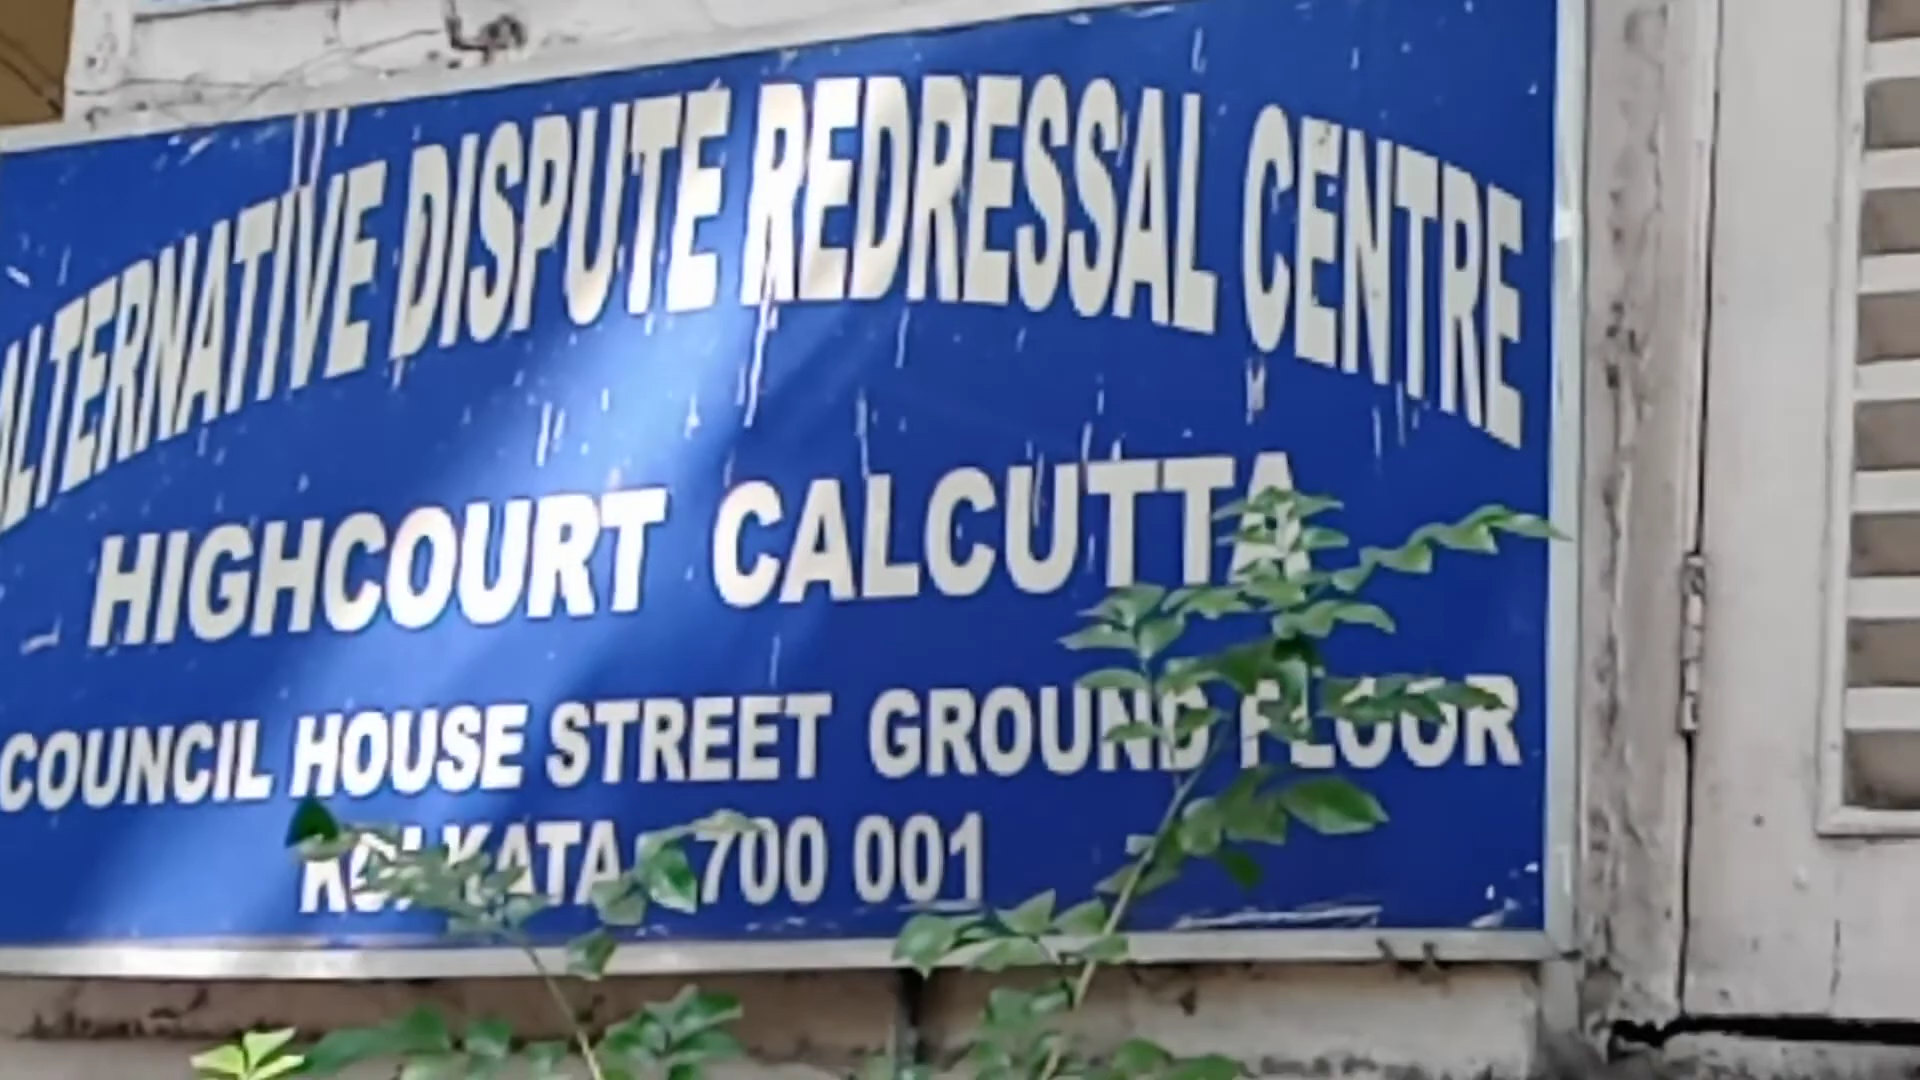 ALTERNATIVE DISPUTE REDRESSAL CENTRE
HIGHCOURT CALCUTTA
COUNCIL HOUSE STREET GROUND FLOOR
KOLKATA - 700 001